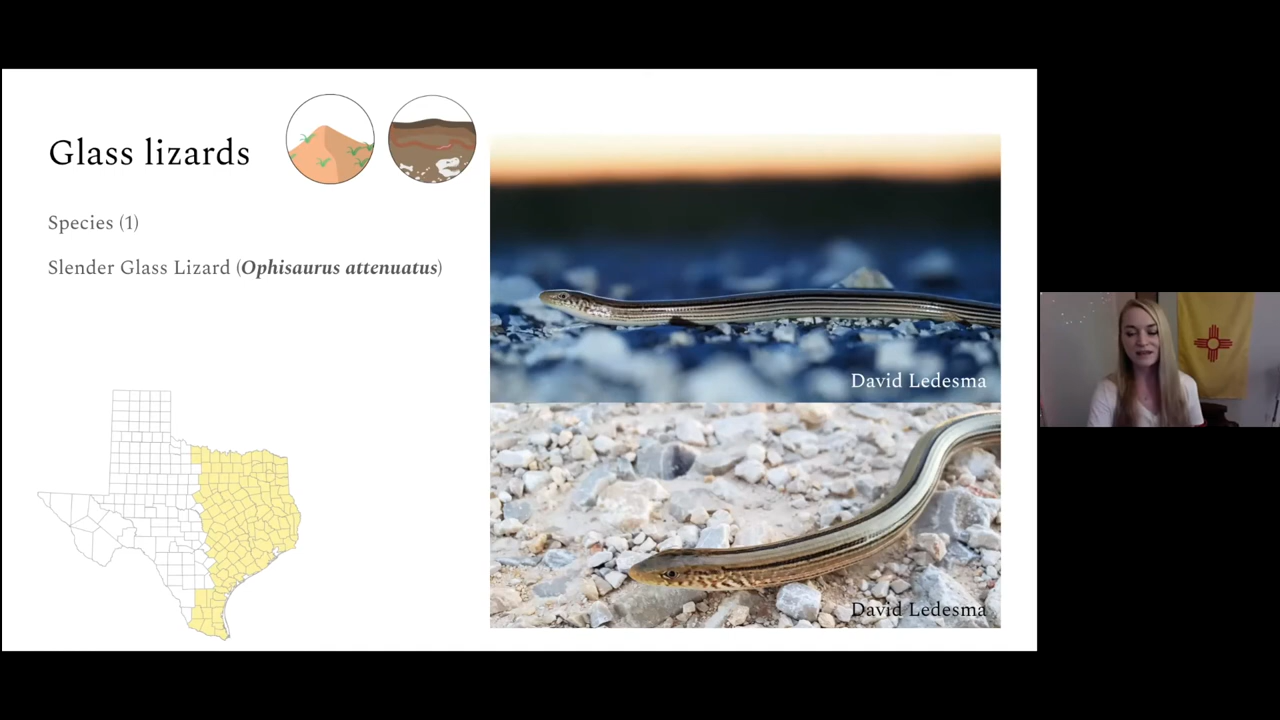 Glass lizards
Species (1)
Slender Glass Lizard (Ophisaurus attenuatus)
David Ledesma
David Ledesma